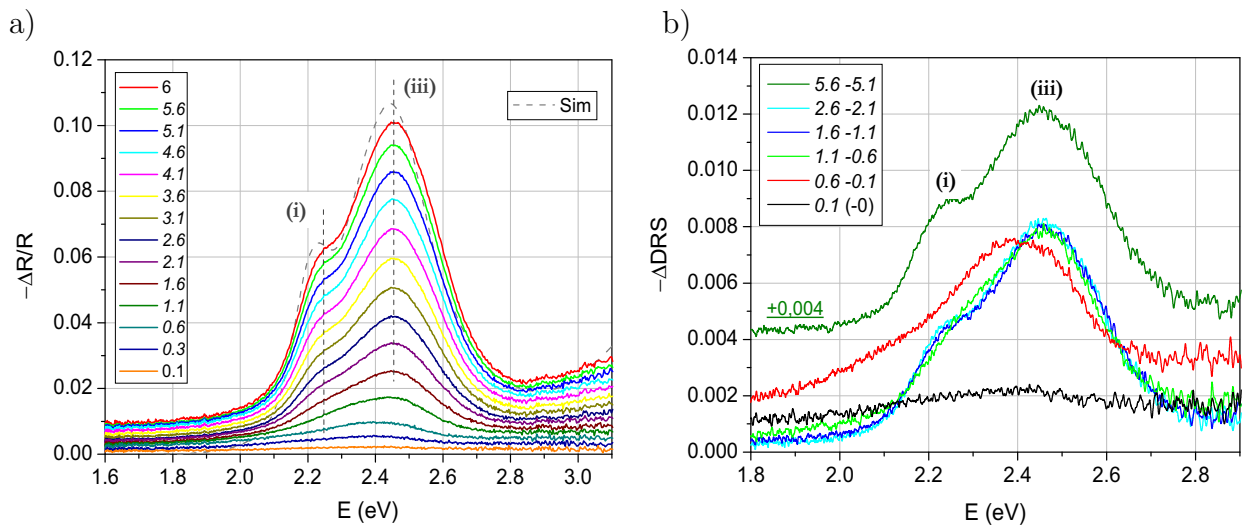 a)
0.12
0.10
0.08
0.06
0.04
0.02
0.00
−ΔR/R
6
5.6
5.1
4.6
4.1
3.6
3.1
2.6
2.1
1.6
1.1
0.6
0.3
0.1
(i)
(iii)
Sim
1.6 1.8 2.0 2.2 2.4 2.6 2.8 3.0
E (eV)
b)
0.014
0.012
0.010
0.008
0.006
0.004
0.002
0.000
−ΔDRS
5.6 -5.1
2.6 -2.1
1.6 -1.1
1.1 -0.6
0.6 -0.1
0.1 (-0)
(iii)
(i)
+0.004
1.8 2.0 2.2 2.4 2.6 2.8
E (eV)